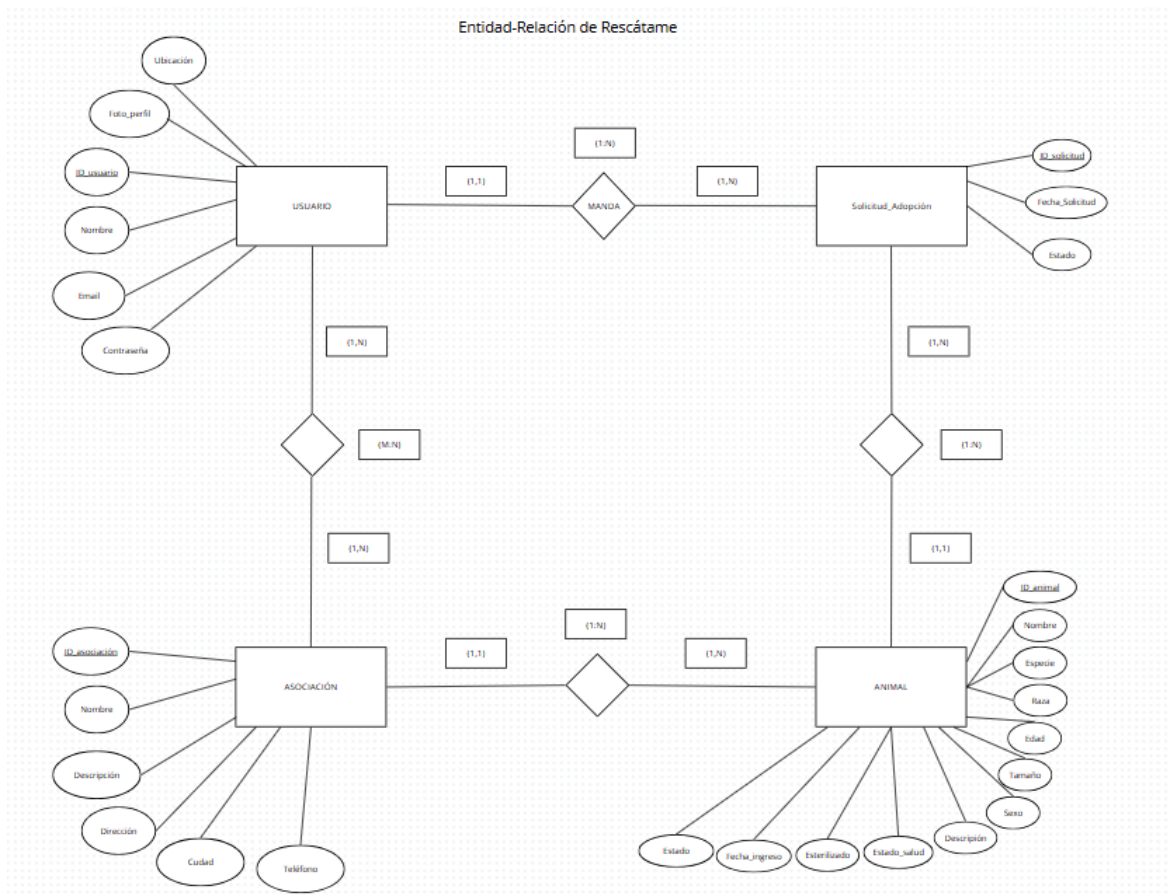 Entidad-Relación de Rescátame
Ubicación
Foto_perfil
ID_usuario
Nombre
Email
Contraseña
USUARIO
(1,1)
(1:N)
MANDA
(1,N)
Solicitud_Adopción
ID_solicitud
Fecha_Solicitud
Estado
(1,N)
(M:N)
(1,N)
(1,N)
(1:N)
(1,1)
ID_asociación
Nombre
Descripción
Dirección
Cudad
Teléfono
ASOCIACIÓN
(1,1)
(1:N)
(1,N)
ANIMAL
ID_animal
Nombre
Especie
Raza
Edad
Tamaño
Sexo
Descripión
Estado_salud
Esterilizado
Fecha_ingreso
Estado